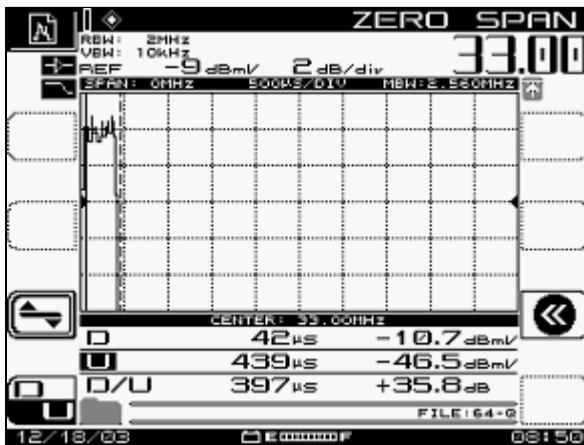 ZERO SPAN
RBW: 2MHz
VBW: 10kHz
33.00
REF -9 dBmV 2 dB/div
SPAN: 0MHz 500µS/DIV MBW:2.560MHz
CENTER: 33.00MHz
D 42µs -10.7dBmV
U 439µs -46.5dBmV
D/U 397µs +35.8dB
D
U
FILE:64-Q
12/18/03 E F 08:50